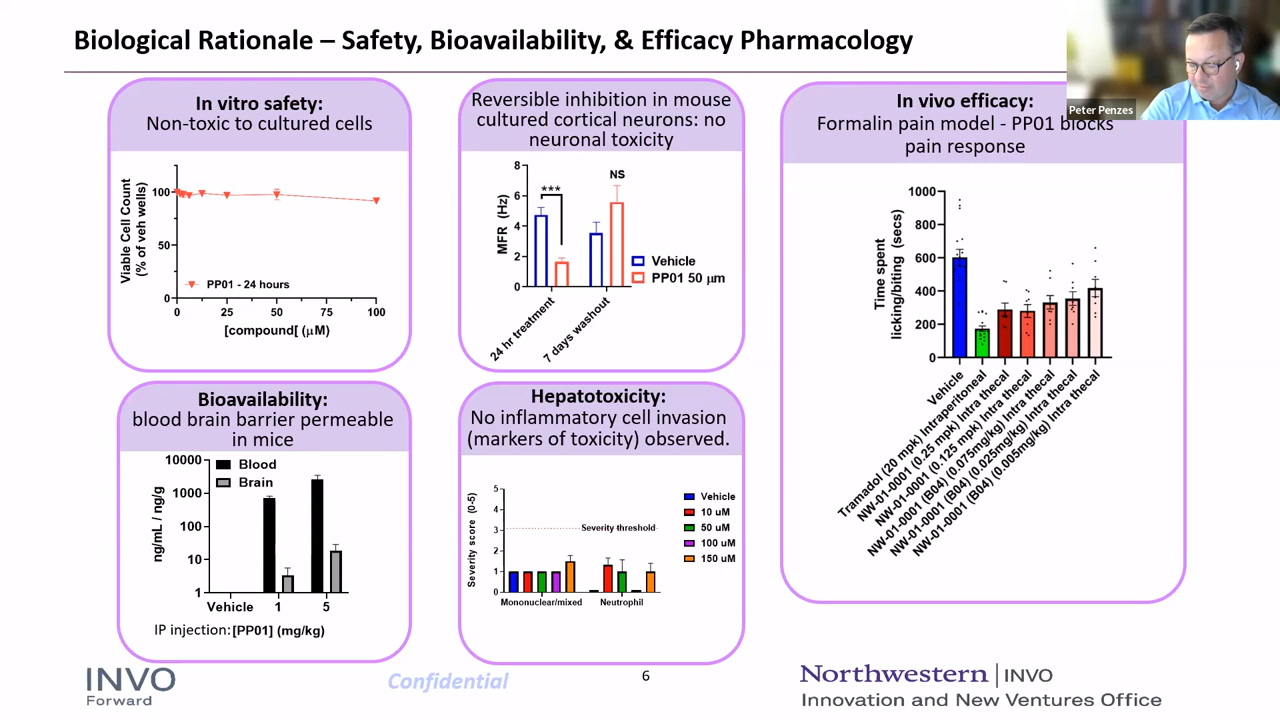 Biological Rationale – Safety, Bioavailability, & Efficacy Pharmacology
Peter Penzes
In vitro safety:
Non-toxic to cultured cells
Viable Cell Count
(% of veh wells)
100
50
0
PP01 - 24 hours
0 25 50 75 100
[compound[ (μM)
Reversible inhibition in mouse
cultured cortical neurons: no
neuronal toxicity
MFR (Hz)
8
6
4
2
0
***
NS
Vehicle
PP01 50 μm
24 hr treatment
7 days washout
In vivo efficacy:
Formalin pain model - PP01 blocks
pain response
Time spent
licking/biting (secs)
1000
800
600
400
200
0
Vehicle
Tramadol (20 mpk) Intraperitoneal
NW-01-0001 (0.25 mpk) Intra thecal
NW-01-0001 (0.125 mpk) Intra thecal
NW-01-0001 (B04) (0.075mg/kg) Intra thecal
NW-01-0001 (B04) (0.025mg/kg) Intra thecal
NW-01-0001 (B04) (0.005mg/kg) Intra thecal
Bioavailability:
blood brain barrier permeable
in mice
ng/mL / ng/g
10000
1000
100
10
1
Blood
Brain
Vehicle 1 5
IP injection: [PP01] (mg/kg)
Hepatotoxicity:
No inflammatory cell invasion
(markers of toxicity) observed.
Severity score (0-5)
5
4
3
2
1
0
Severity threshold
Vehicle
10 uM
50 uM
100 uM
150 uM
Mononuclear/mixed Neutrophil
INVO
Forward
Confidential
6
Northwestern | INVO
Innovation and New Ventures Office